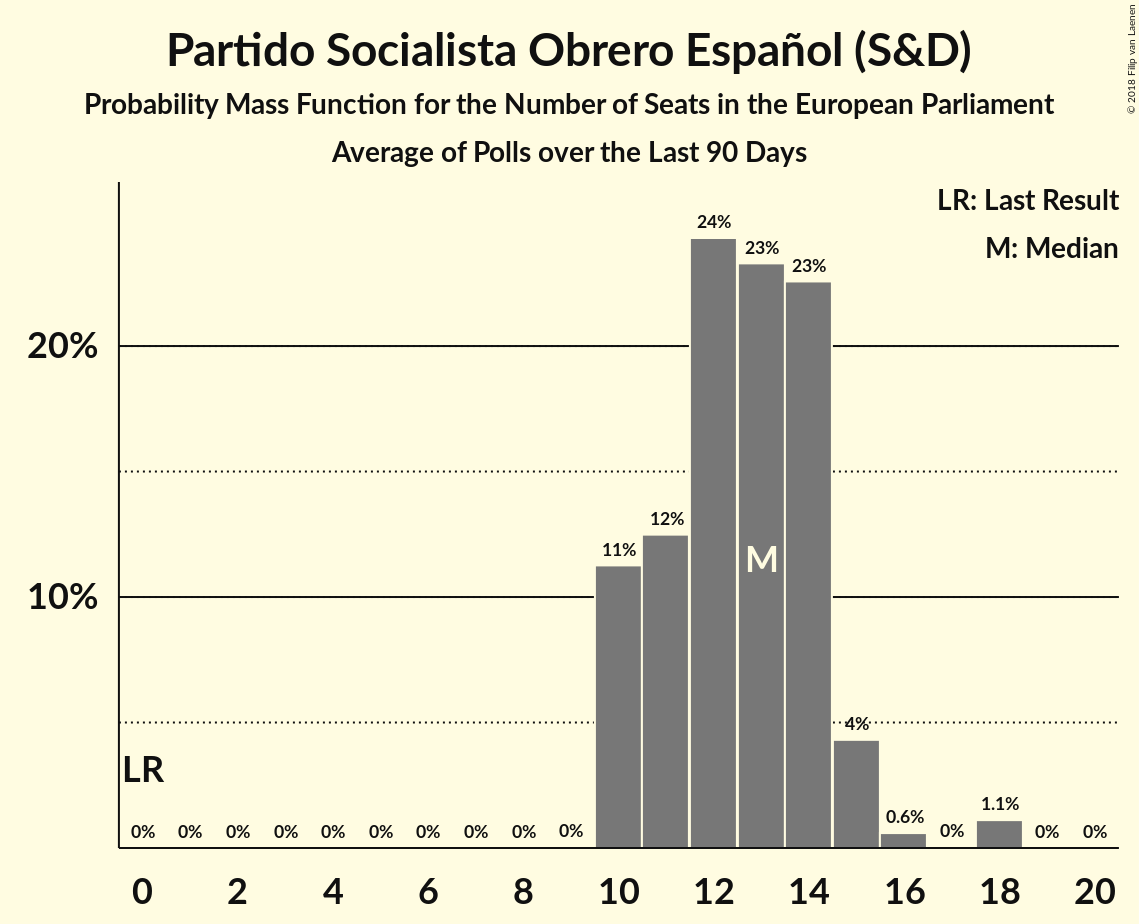 Partido Socialista Obrero Español (S&D)
Probability Mass Function for the Number of Seats in the European Parliament
Average of Polls over the Last 90 Days
© 2018 Filip van Laenen
LR: Last Result
M: Median
24%
23%
23%
20%
12%
11%
M
10%
4%
LR
1.1%
0.6%
0% 0% 0% 0% 0% 0% 0% 0% 0% 0% 0% 0% 0%
0 2 4 6 8 10 12 14 16 18 20